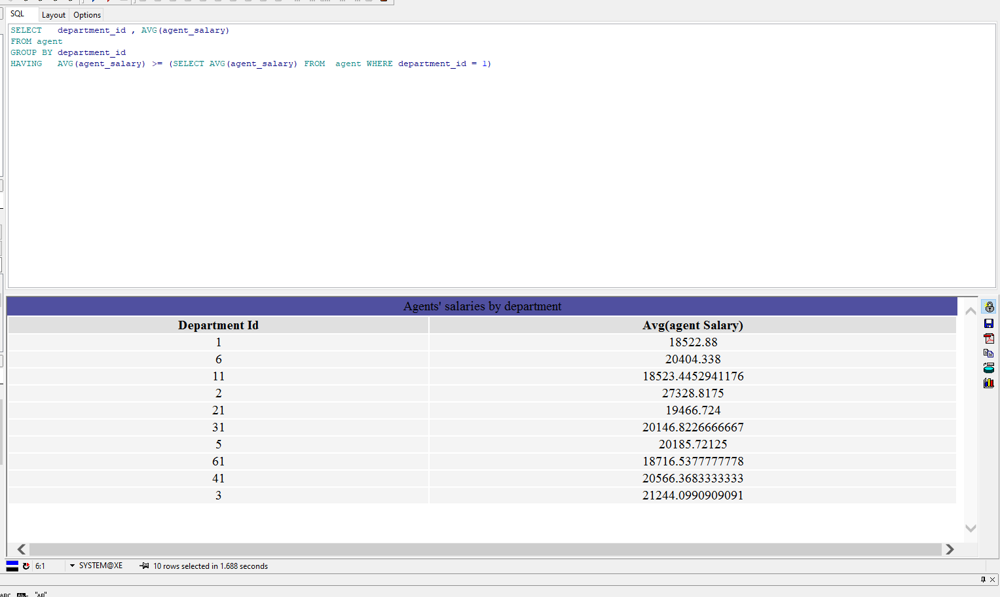 SQL Layout Options
SELECT department_id , AVG(agent_salary)
FROM agent
GROUP BY department_id
HAVING AVG(agent_salary) >= (SELECT AVG(agent_salary) FROM agent WHERE department_id = 1)
Agents' salaries by department
Department Id Avg(agent Salary)
1 18522.88
6 20404.338
11 18523.4452941176
2 27328.8175
21 19466.724
31 20146.8226666667
5 20185.72125
61 18716.5377777778
41 20566.3683333333
3 21244.0990909091
6:1 SYSTEM@XE 10 rows selected in 1.688 seconds
"AB"